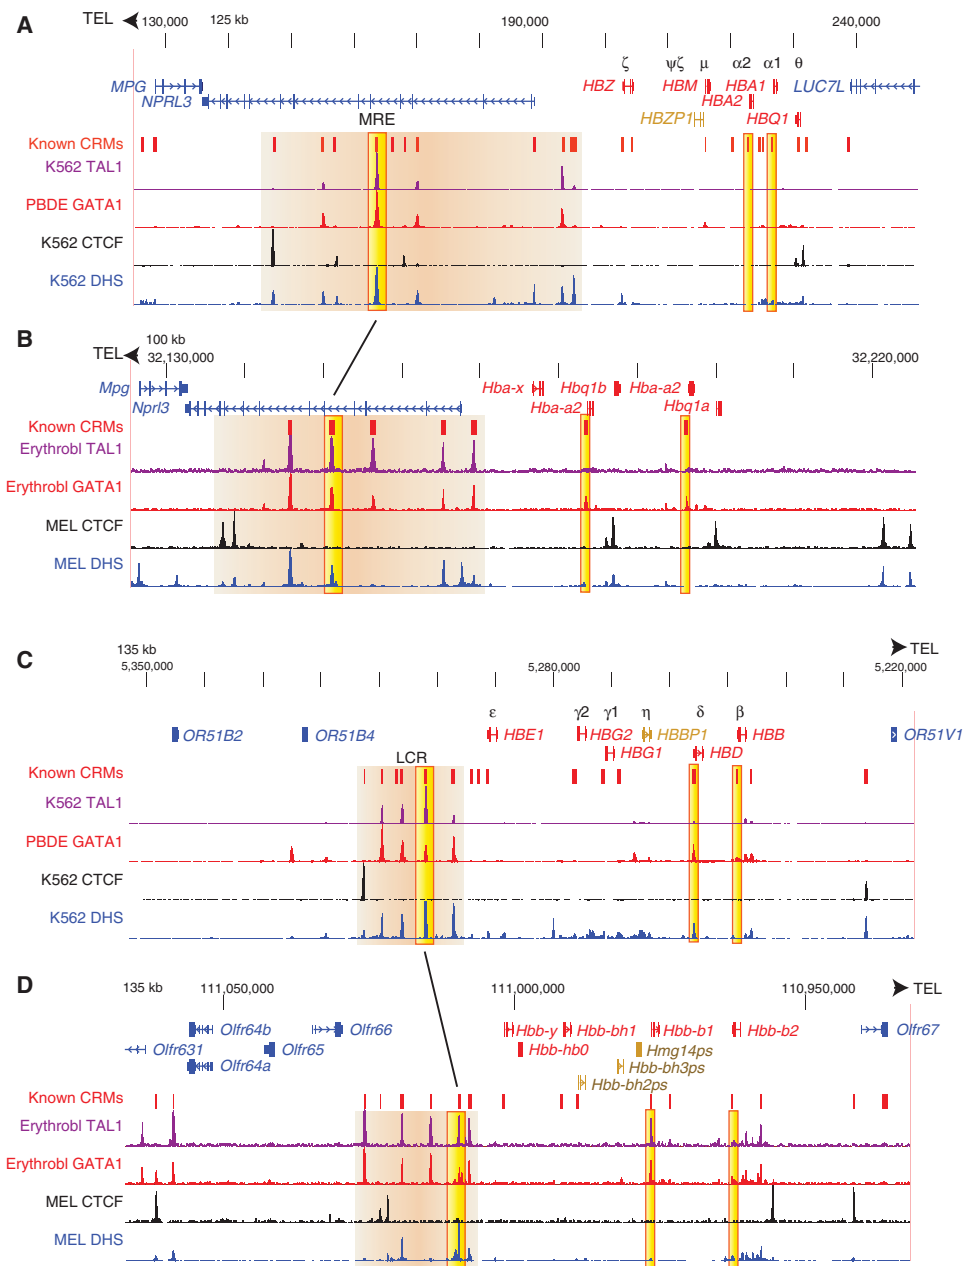 A
TEL
130,000
125 kb
190,000
240,000
ζ
ψζ
μ
α2
α1
θ
MPG
HBZ
HBM
HBA1
LUC7L
NPRL3
HBA2
MRE
HBZP1
HBQ1
Known CRMs
K562 TAL1
PBDE GATA1
K562 CTCF
K562 DHS
B
100 kb
TEL
32,130,000
32,220,000
Mpg
Hba-x
Hbq1b
Hba-a2
Nprl3
Hba-a2
Hbq1a
Known CRMs
Erythrobl TAL1
Erythrobl GATA1
MEL CTCF
MEL DHS
C
135 kb
TEL
5,350,000
5,280,000
5,220,000
ε
γ2
γ1
η
δ
β
OR51B2
OR51B4
HBE1
HBG2
HBBP1
HBB
OR51V1
HBG1
HBD
LCR
Known CRMs
K562 TAL1
PBDE GATA1
K562 CTCF
K562 DHS
D
135 kb
111,050,000
111,000,000
110,950,000
TEL
Olfr64b
Olfr66
Hbb-y
Hbb-bh1
Hbb-b1
Hbb-b2
Olfr67
Olfr631
Olfr65
Hbb-hb0
Hmg14ps
Olfr64a
Hbb-bh3ps
Hbb-bh2ps
Known CRMs
Erythrobl TAL1
Erythrobl GATA1
MEL CTCF
MEL DHS